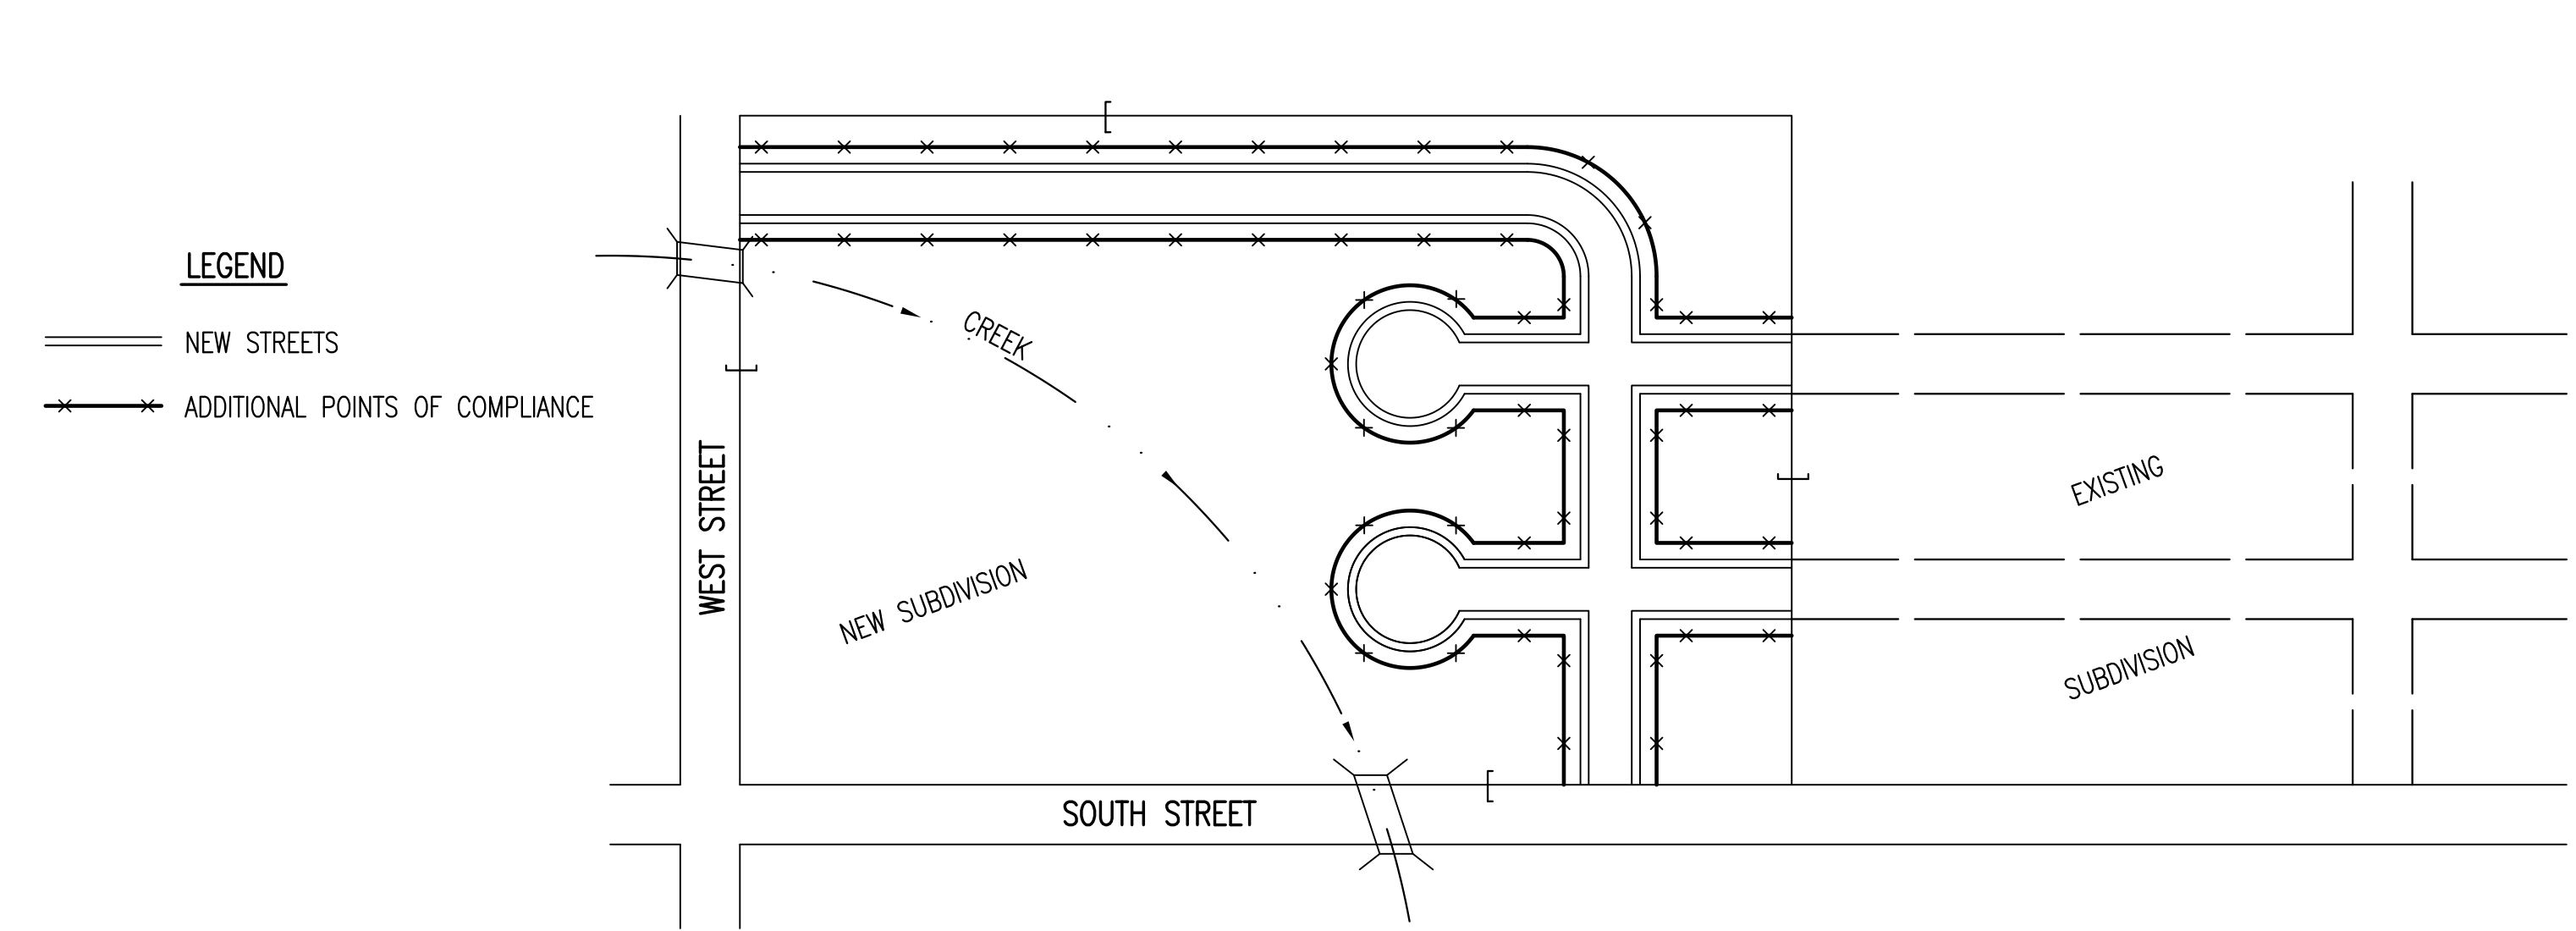 LEGEND
NEW STREETS
ADDITIONAL POINTS OF COMPLIANCE
CREEK
WEST STREET
NEW SUBDIVISION
SOUTH STREET
EXISTING
SUBDIVISION